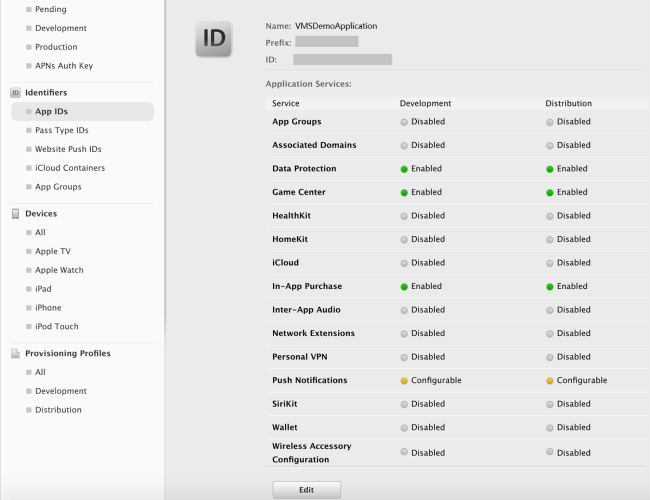 Pending
Development
Production
APNs Auth Key
ID Identifiers
App IDs
Pass Type IDs
Website Push IDs
iCloud Containers
App Groups
Devices
All
Apple TV
Apple Watch
iPad
iPhone
iPod Touch
Provisioning Profiles
All
Development
Distribution
ID
Name: VMSDemoApplication
Prefix:
ID:
Application Services:
Service Development Distribution
App Groups Disabled Disabled
Associated Domains Disabled Disabled
Data Protection Enabled Enabled
Game Center Enabled Enabled
HealthKit Disabled Disabled
HomeKit Disabled Disabled
iCloud Disabled Disabled
In-App Purchase Enabled Enabled
Inter-App Audio Disabled Disabled
Network Extensions Disabled Disabled
Personal VPN Disabled Disabled
Push Notifications Configurable Configurable
SiriKit Disabled Disabled
Wallet Disabled Disabled
Wireless Accessory
Configuration Disabled Disabled
Edit